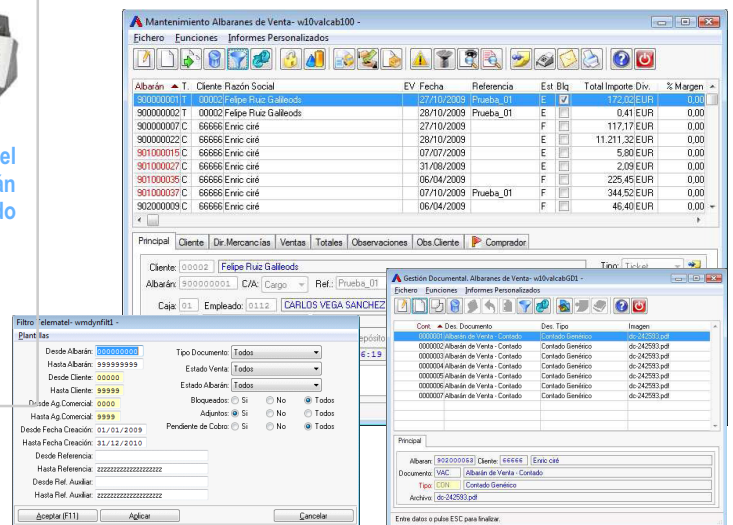 el
án
do
Mantenimiento Albaranes de Venta- w10valcab100 -
Fichero Funciones Informes Personalizados
Albarán T. Cliente Razón Social EV Fecha Referencia Est Blq Total Importe Div. % Margen
900000001 T 00002 Felipe Ruiz Galileods 27/10/2009 Prueba_01 E 172,02 EUR 0,00
900000002 T 00002 Felipe Ruiz Galileods 28/10/2009 Prueba_01 E 0,41 EUR 0,00
900000007 C 66666 Enric ciré 27/10/2009 F 117,17 EUR 0,00
900000022 C 66666 Enric ciré 28/10/2009 F 11.211,32 EUR 0,00
901000015 C 66666 Enric ciré 07/07/2009 E 5,80 EUR 0,00
901000027 C 66666 Enric ciré 31/08/2009 E 2,09 EUR 0,00
901000035 C 66666 Enric ciré 06/04/2009 F 225,45 EUR 0,00
901000037 C 66666 Enric ciré 07/10/2009 Prueba_01 F 344,52 EUR 0,00
902000009 C 66666 Enric ciré 06/04/2009 F 46,40 EUR 0,00
Principal Cliente Dir.Mercancías Ventas Totales Observaciones Obs.Cliente Comprador
Cliente: 00002 Felipe Ruiz Galileods Tipo: Ticket
Albarán: 900000001 C/A: Cargo Ref.: Prueba_01
Caja: 01 Empleado: 0112 CARLOS VEGA SANCHEZ
epósito
6:19
Filtro Telematel- wmdynfilt1 -
Plantillas
Desde Albarán: 000000000 Tipo Documento: Todos
Hasta Albarán: 999999999 Estado Venta: Todos
Desde Cliente: 00000 Estado Albarán: Todos
Hasta Cliente: 99999 Bloqueados: Si No Todos
Desde Ag.Comercial: 0000 Adjuntos: Si No Todos
Hasta Ag.Comercial: 9999 Pendiente de Cobro: Si No Todos
Desde Fecha Creación: 01/01/2009
Hasta Fecha Creación: 31/12/2010
Desde Referencia:
Hasta Referencia: zzzzzzzzzzzzzzzzzzzz
Desde Ref. Auxiliar:
Hasta Ref. Auxiliar: zzzzzzzzzzzzzzzzzzzz
Aceptar (F11) Aplicar Cancelar
Gestión Documental. Albaranes de Venta- w10valcabGD1 -
Fichero Funciones Informes Personalizados
Cont. Des. Documento Des. Tipo Imagen
0000001 Albarán de Venta - Contado Contado Genérico dc-242593.pdf
0000002 Albarán de Venta - Contado Contado Genérico dc-242593.pdf
0000003 Albarán de Venta - Contado Contado Genérico dc-242593.pdf
0000004 Albarán de Venta - Contado Contado Genérico dc-242593.pdf
0000005 Albarán de Venta - Contado Contado Genérico dc-242593.pdf
0000006 Albarán de Venta - Contado Contado Genérico dc-242593.pdf
0000007 Albarán de Venta - Contado Contado Genérico dc-242593.pdf
Principal
Albaran: 902000063 Cliente: 66666 Enric ciré
Documento: VAC Albarán de Venta - Contado
Tipo: CON Contado Genérico
Archivo: dc-242593.pdf
Entre datos o pulse ESC para finalizar.